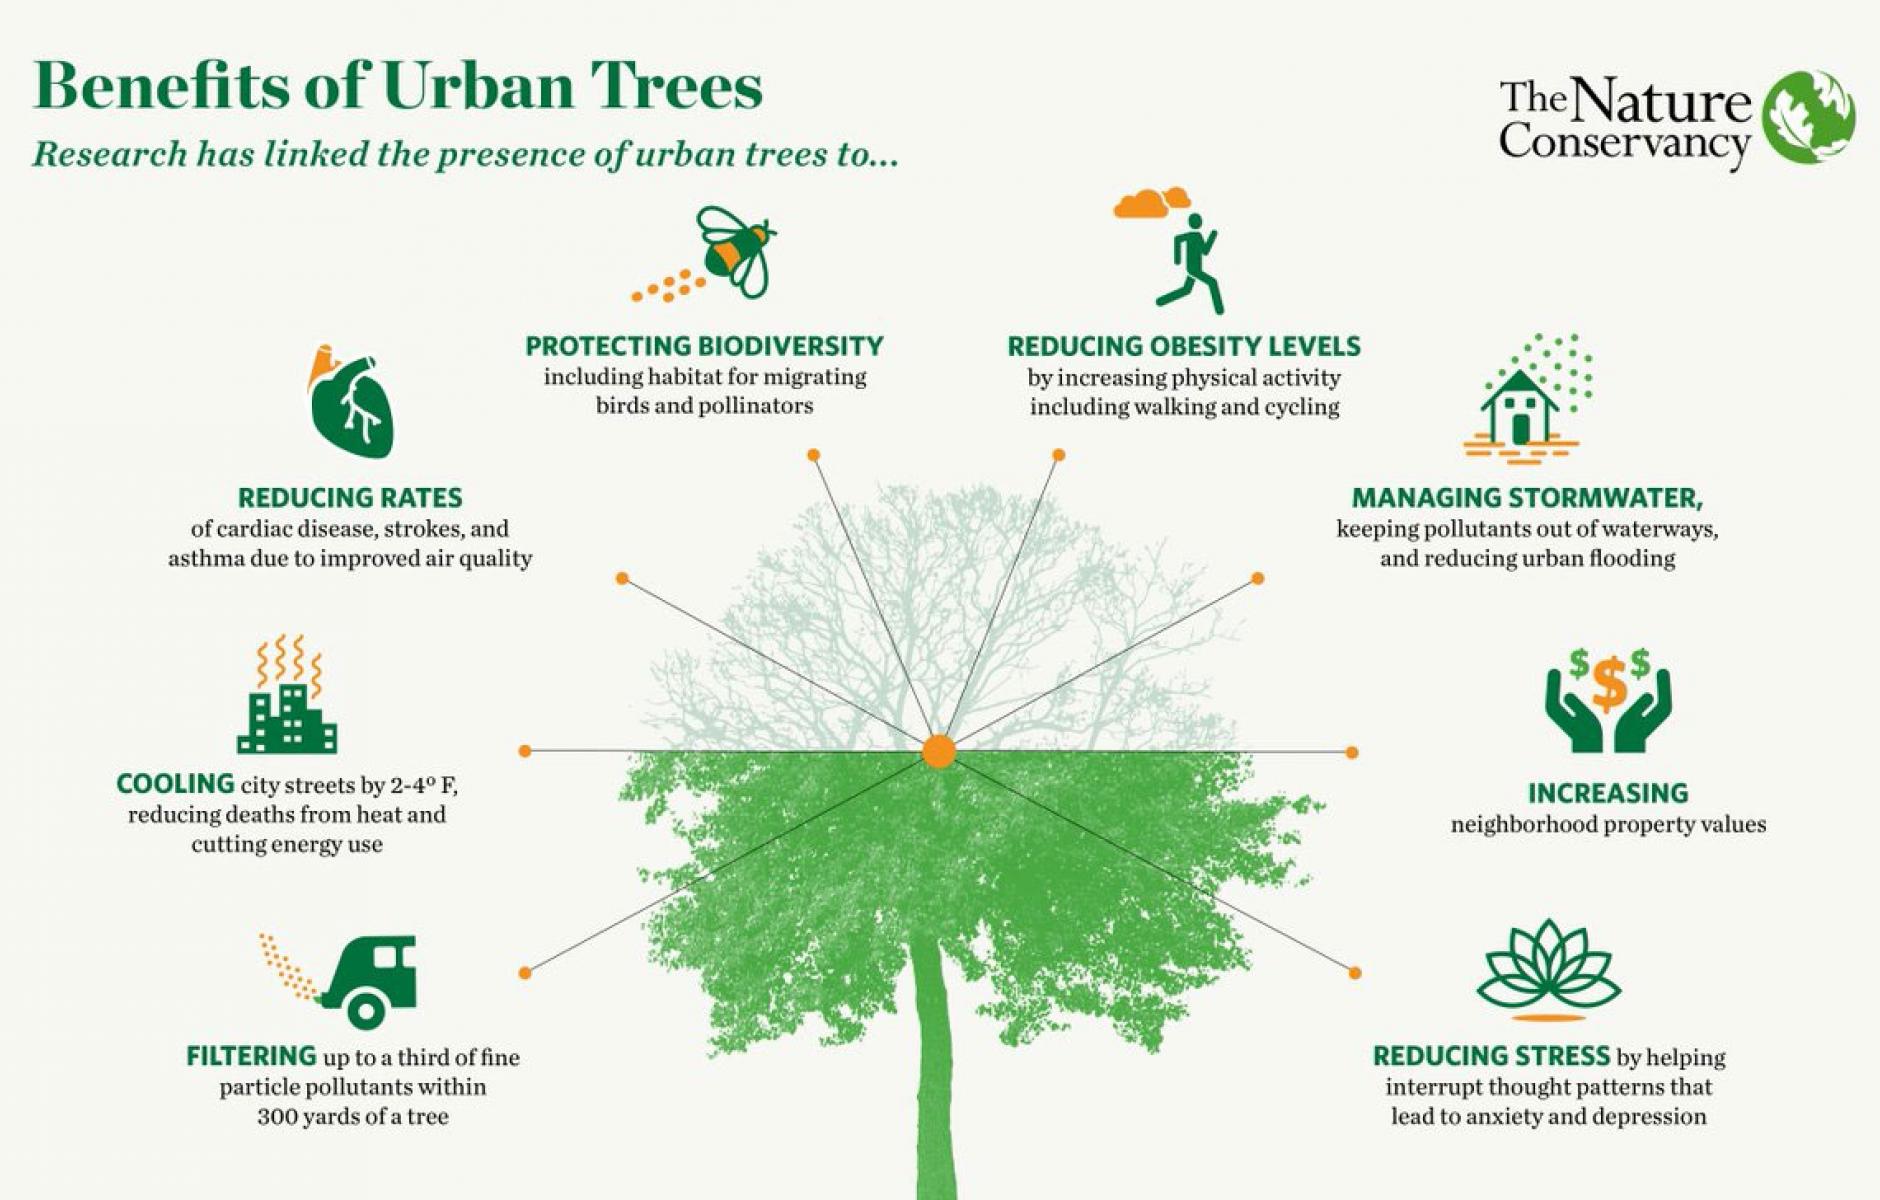 Benefits of Urban Trees
Research has linked the presence of urban trees to...
The Nature
Conservancy
PROTECTING BIODIVERSITY
including habitat for migrating
birds and pollinators
REDUCING OBESITY LEVELS
by increasing physical activity
including walking and cycling
REDUCING RATES
of cardiac disease, strokes, and
asthma due to improved air quality
MANAGING STORMWATER,
keeping pollutants out of waterways,
and reducing urban flooding
COOLING city streets by 2-4° F,
reducing deaths from heat and
cutting energy use
$ $ $
INCREASING
neighborhood property values
FILTERING up to a third of fine
particle pollutants within
300 yards of a tree
REDUCING STRESS by helping
interrupt thought patterns that
lead to anxiety and depression